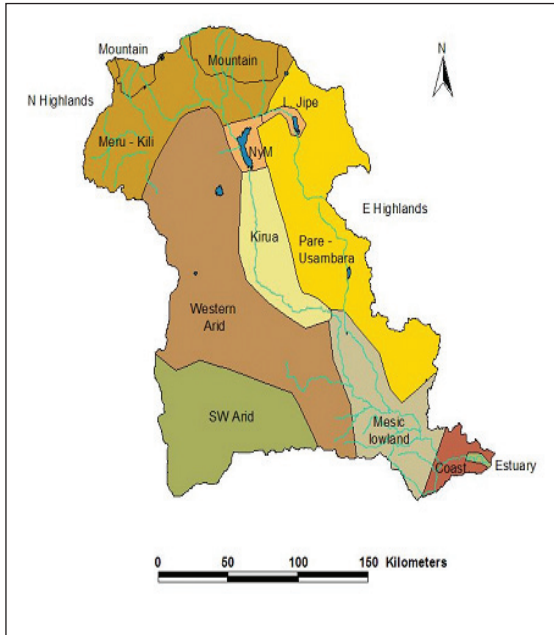 Mountain
Mountain
N
N Highlands
L. Jipe
Meru - Kili
NyM
E Highlands
Kirua
Pare -
Usambara
Western
Arid
SW Arid
Mesic
lowland
Coast
Estuary
0 50 100 150 Kilometers